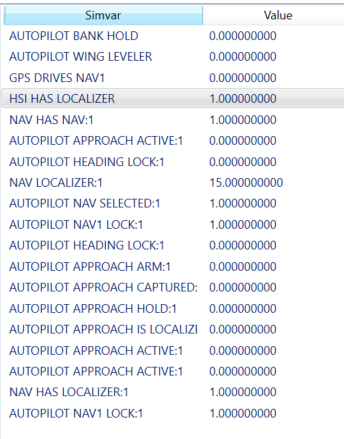 Simvar Value
AUTOPILOT BANK HOLD 0.000000000
AUTOPILOT WING LEVELER 0.000000000
GPS DRIVES NAV1 0.000000000
HSI HAS LOCALIZER 1.000000000
NAV HAS NAV:1 1.000000000
AUTOPILOT APPROACH ACTIVE:1 0.000000000
AUTOPILOT HEADING LOCK:1 0.000000000
NAV LOCALIZER:1 15.000000000
AUTOPILOT NAV SELECTED:1 1.000000000
AUTOPILOT NAV1 LOCK:1 1.000000000
AUTOPILOT HEADING LOCK:1 0.000000000
AUTOPILOT APPROACH ARM:1 0.000000000
AUTOPILOT APPROACH CAPTURED: 0.000000000
AUTOPILOT APPROACH HOLD:1 0.000000000
AUTOPILOT APPROACH IS LOCALIZI 0.000000000
AUTOPILOT APPROACH ACTIVE:1 0.000000000
AUTOPILOT APPROACH ACTIVE:1 0.000000000
NAV HAS LOCALIZER:1 1.000000000
AUTOPILOT NAV1 LOCK:1 1.000000000